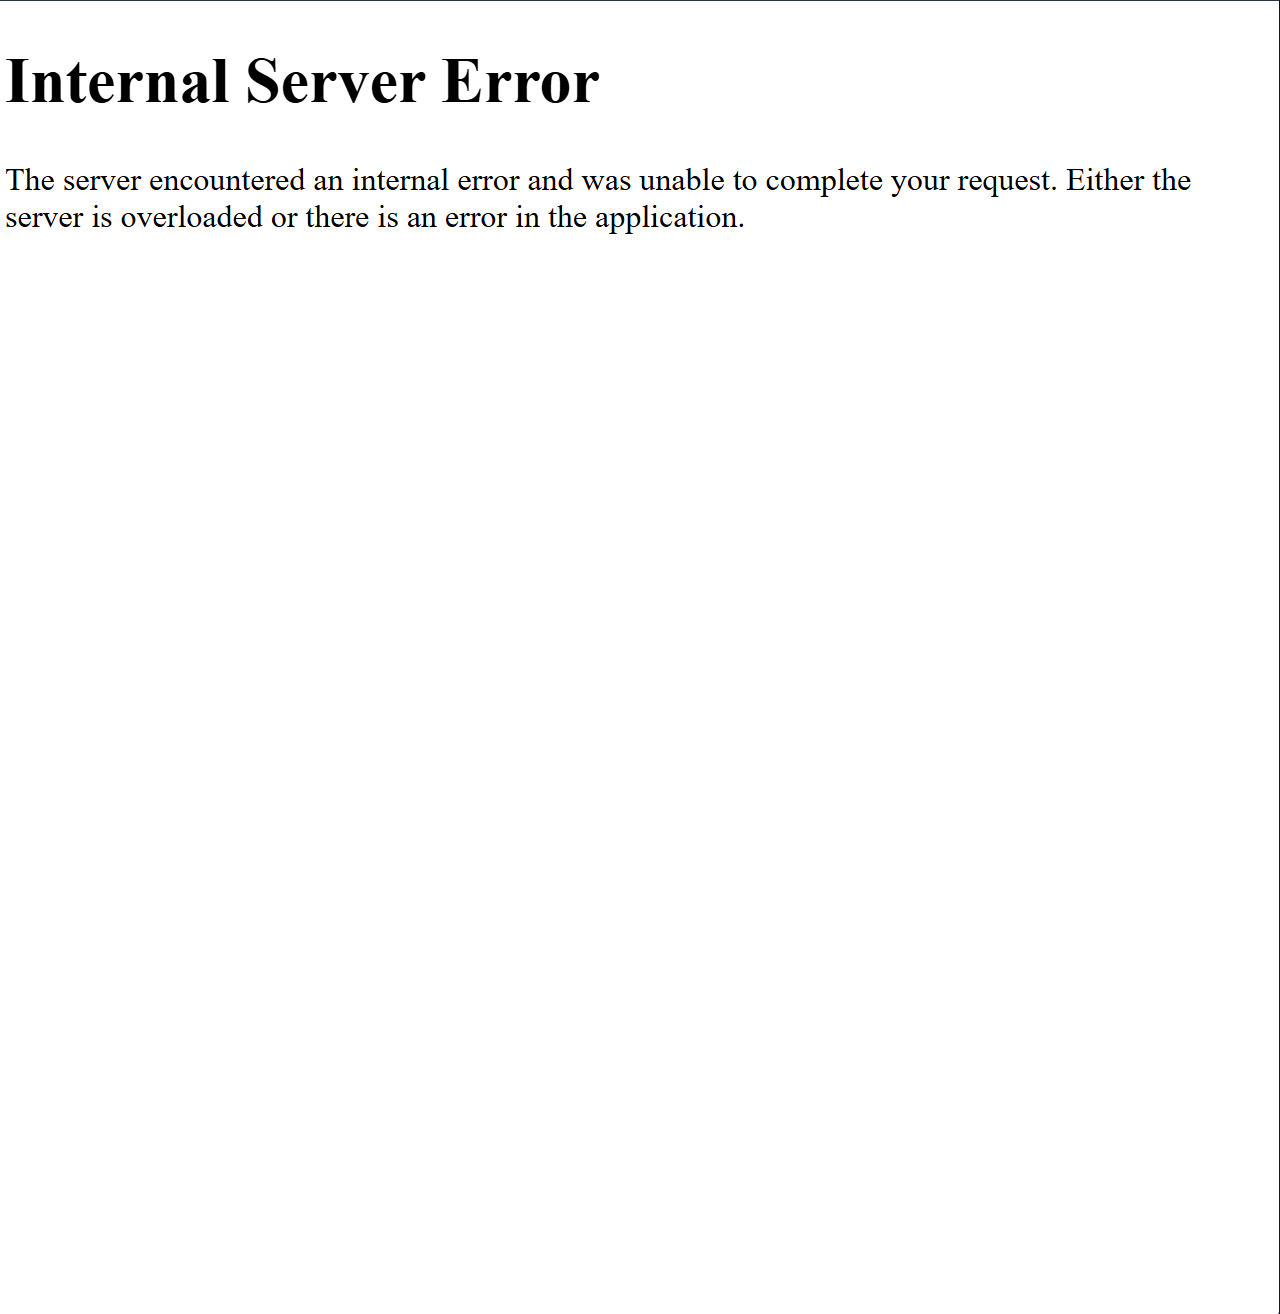 Internal Server Error
The server encountered an internal error and was unable to complete your request. Either the
server is overloaded or there is an error in the application.